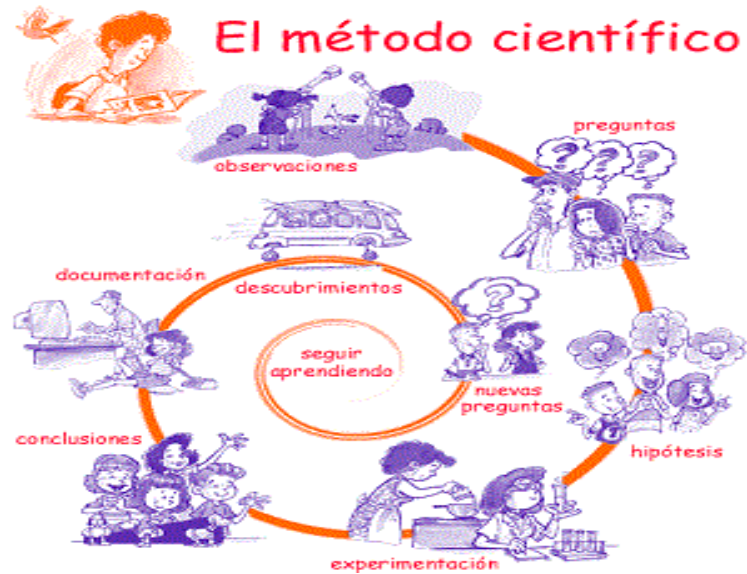 El método científico
observaciones
preguntas
hipótesis
experimentación
conclusiones
documentación
descubrimientos
nuevas
preguntas
seguir
aprendiendo